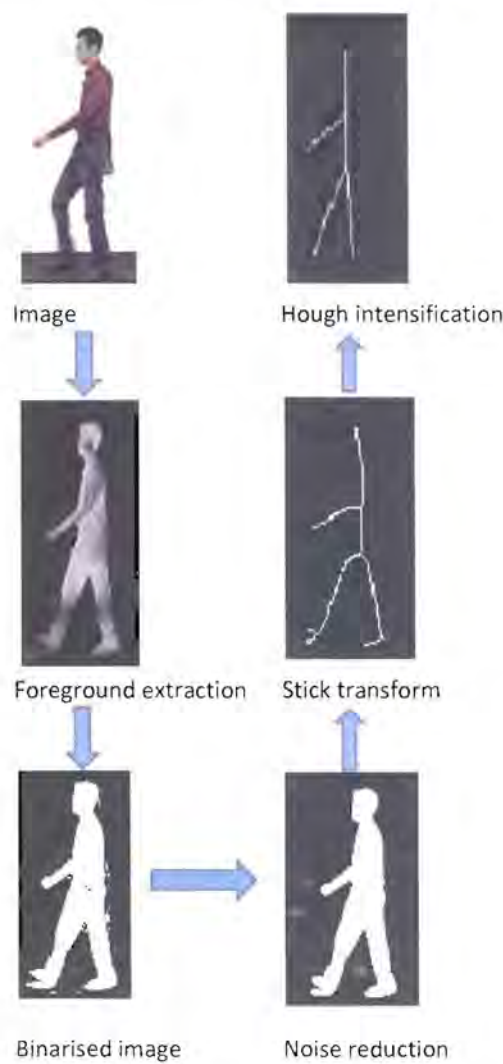 Image
Hough intensification
Foreground extraction
Stick transform
Binarised image
Noise reduction